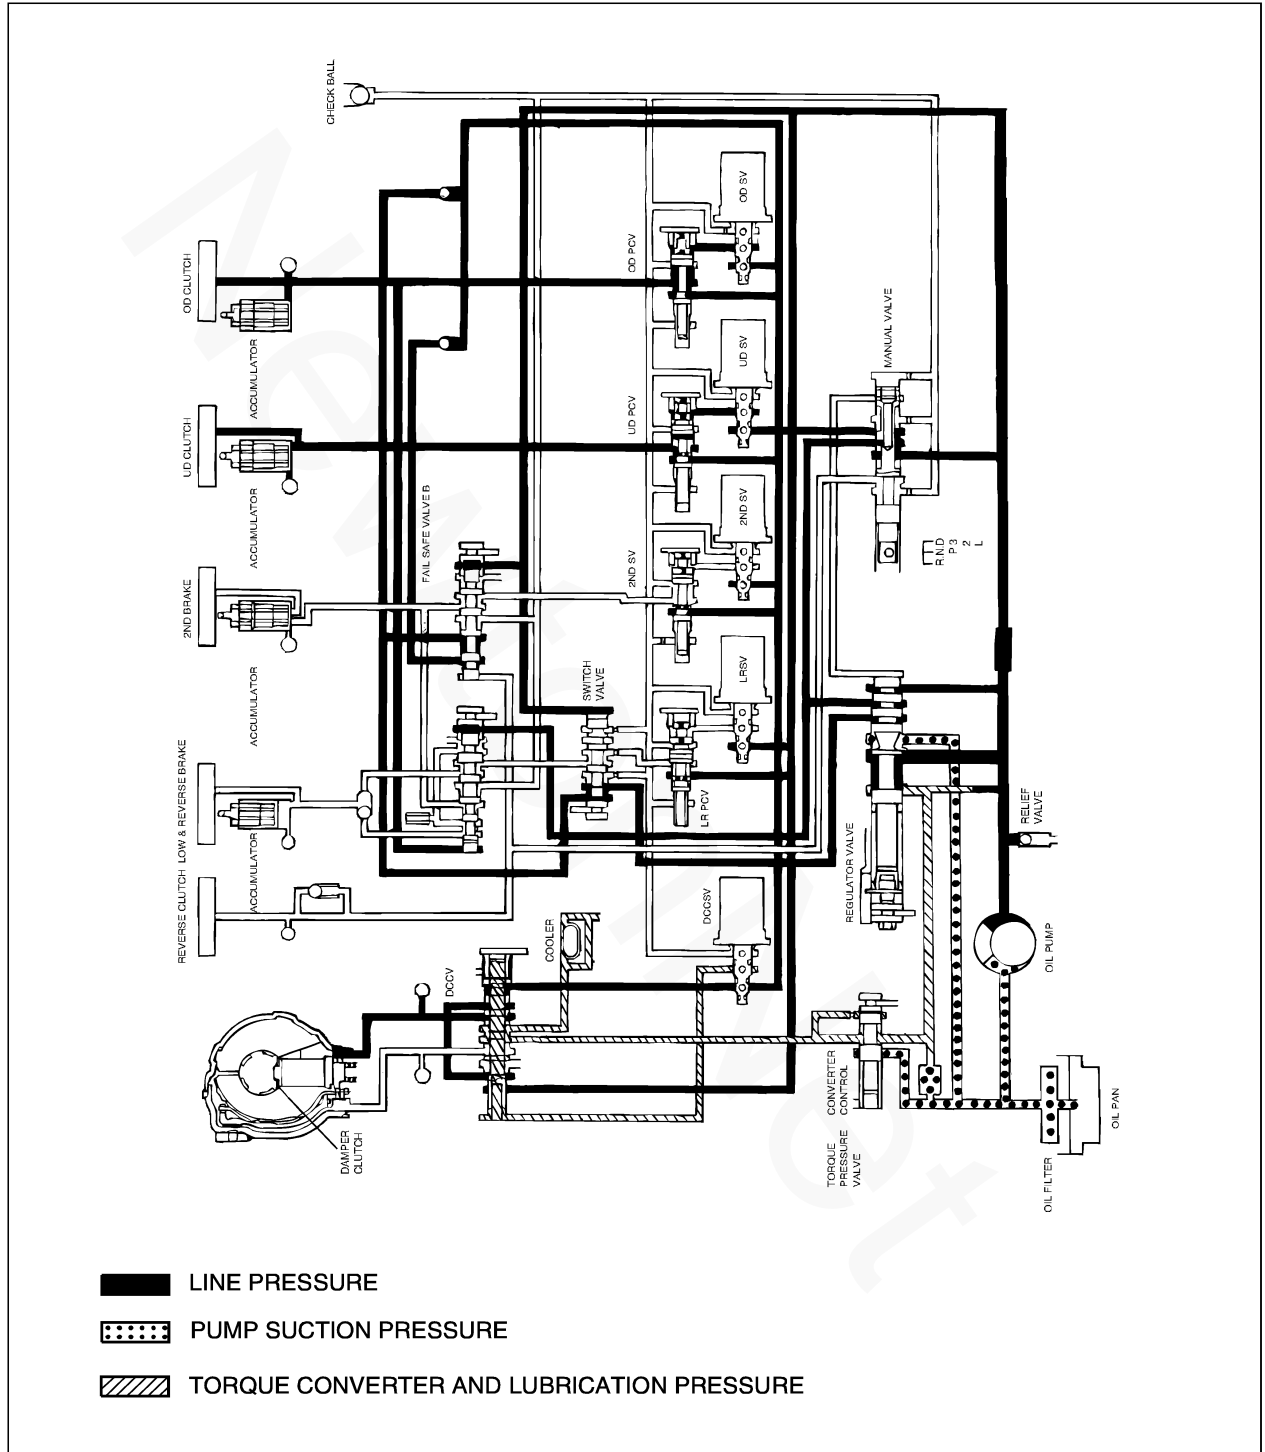 CHECK BALL
OD CLUTCH
ACCUMULATOR
UD CLUTCH
ACCUMULATOR
2ND BRAKE
ACCUMULATOR
LOW & REVERSE BRAKE
ACCUMULATOR
REVERSE CLUTCH
FAIL SAFE VALVE B
SWITCH
VALVE
OD PCV
OD SV
UD PCV
UD SV
2ND SV
2ND SV
LRSV
LR PCV
DCCSV
MANUAL VALVE
R.N.D
P 3
2
L
REGULATOR VALVE
RELIEF
VALVE
OIL PUMP
COOLER
DCCV
DAMPER
CLUTCH
TORQUE CONVERTER
PRESSURE CONTROL
VALVE
OIL FILTER
OIL PAN
LINE PRESSURE
PUMP SUCTION PRESSURE
TORQUE CONVERTER AND LUBRICATION PRESSURE